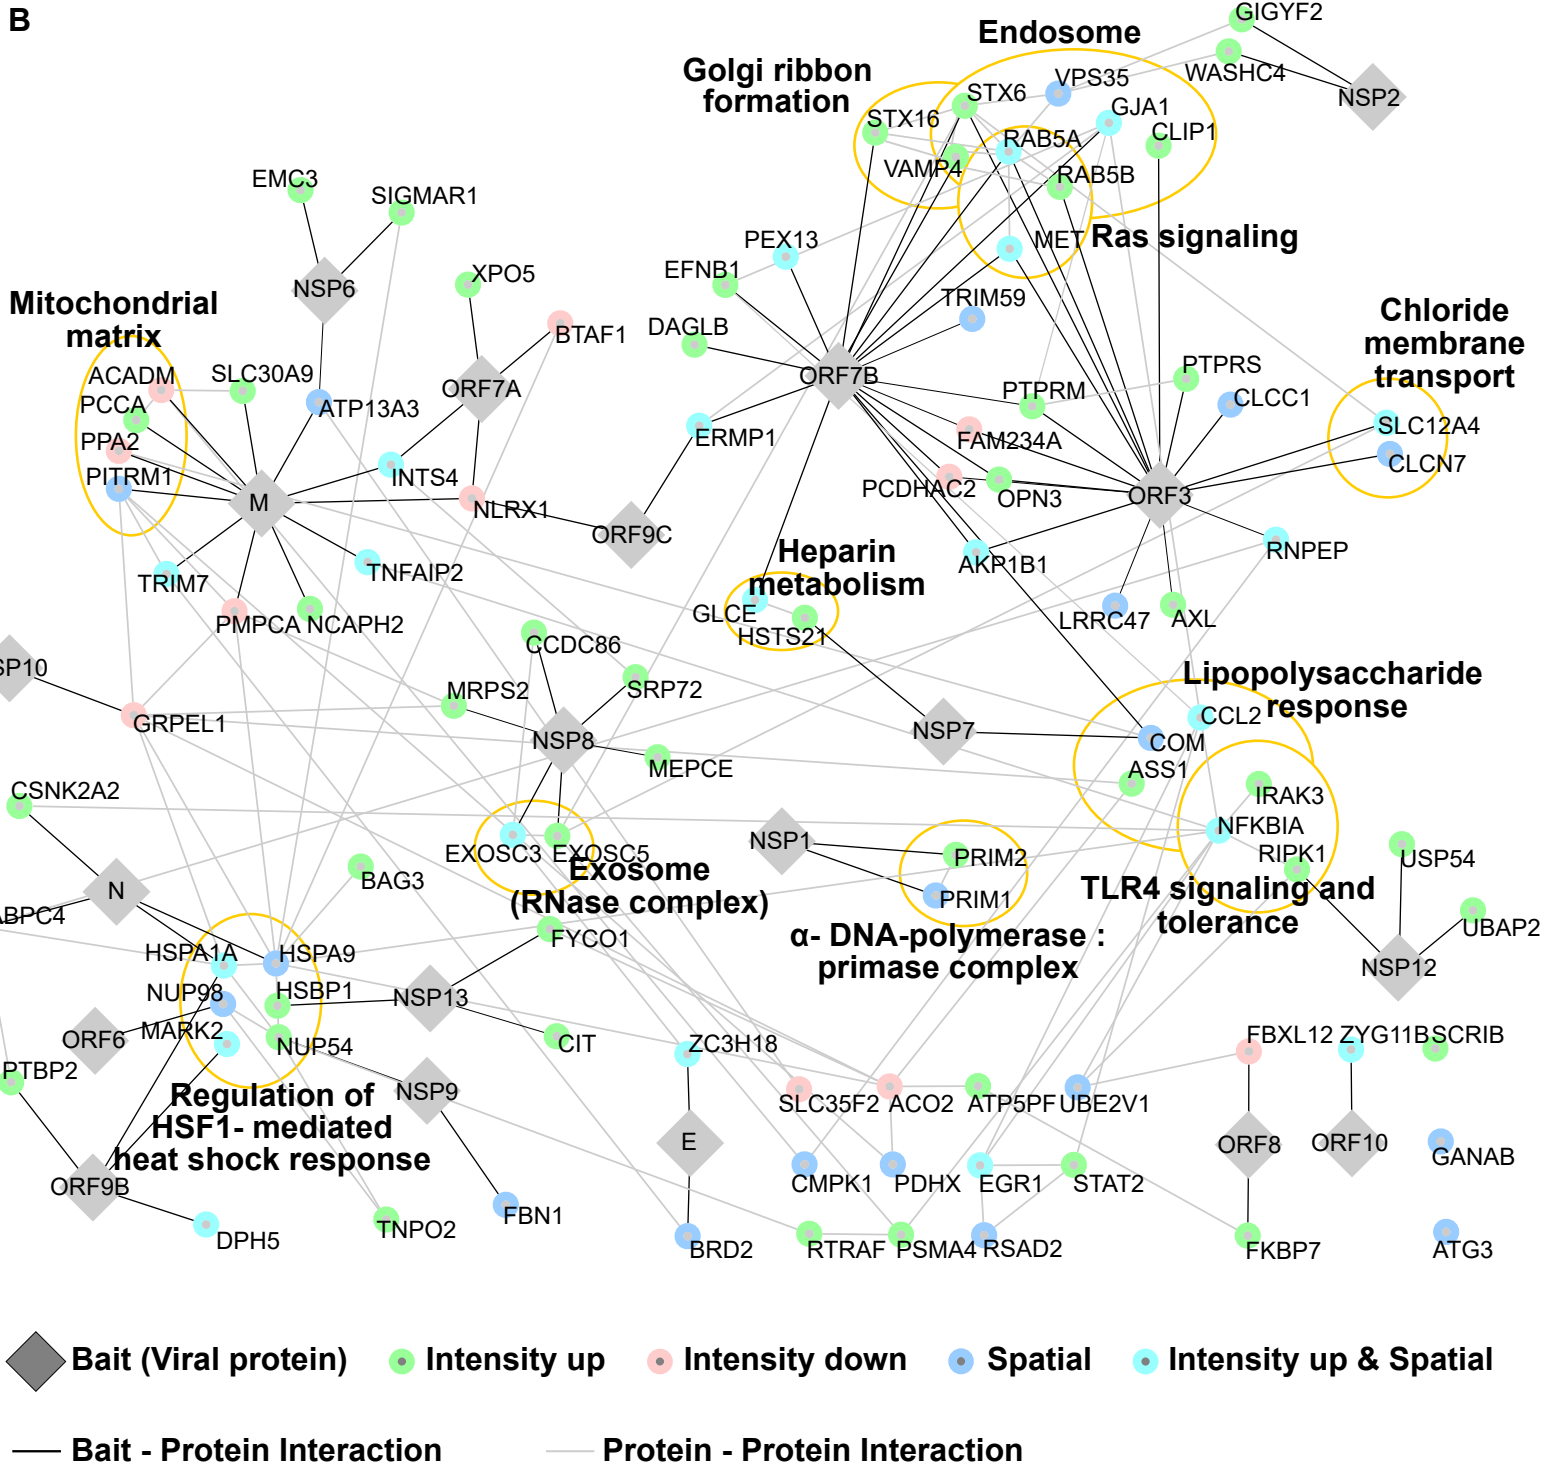 B
GIGYF2
Endosome
Golgi ribbon
formation
VPS35
WASHC4
STX6
NSP2
GJA1
STX16
CLIP1
RAB5A
VAMP4
RAB5B
EMC3
SIGMAR1
PEX13
MET
Ras signaling
EFNB1
XPO5
NSP6
TRIM59
Mitochondrial
matrix
BTAF1
DAGLB
Chloride
membrane
transport
ACADM
SLC30A9
ORF7A
ORF7B
PTPRS
PTPRM
CLCC1
PCCA
ATP13A3
SLC12A4
PPA2
ERMP1
FAM234A
CLCN7
PITRM1
INTS4
PCDHAC2
OPN3
ORF3
M
NLRX1
ORF9C
Heparin
metabolism
RNPEP
TRIM7
TNFAIP2
AKP1B1
GLCE
HSTS21
LRRC47
AXL
PMPCA
NCAPH2
CCDC86
SP10
Lipopolysaccharide
response
MRPS2
SRP72
GRPEL1
CCL2
NSP8
NSP7
COM
MEPCE
ASS1
CSNK2A2
IRAK3
NSP1
NFKBIA
EXOSC3
EXOSC5
Exosome
(RNase complex)
PRIM2
RIPK1
USP54
BAG3
N
PRIM1
TLR4 signaling and
tolerance
ABPC4
UBAP2
FYCO1
α- DNA-polymerase :
primase complex
HSPA1A
HSPA9
NSP12
NUP98
HSBP1
NSP13
ORF6
MARK2
NUP54
CIT
ZC3H18
FBXL12
ZYG11B
SCRIB
PTBP2
NSP9
Regulation of
HSF1- mediated
heat shock response
SLC35F2
ACO2
ATP5PF
UBE2V1
E
ORF8
ORF10
GANAB
ORF9B
CMPK1
PDHX
EGR1
STAT2
DPH5
TNPO2
FBN1
BRD2
RTRAF
PSMA4
RSAD2
FKBP7
ATG3
Bait (Viral protein)
Intensity up
Intensity down
Spatial
Intensity up & Spatial
Bait - Protein Interaction
Protein - Protein Interaction